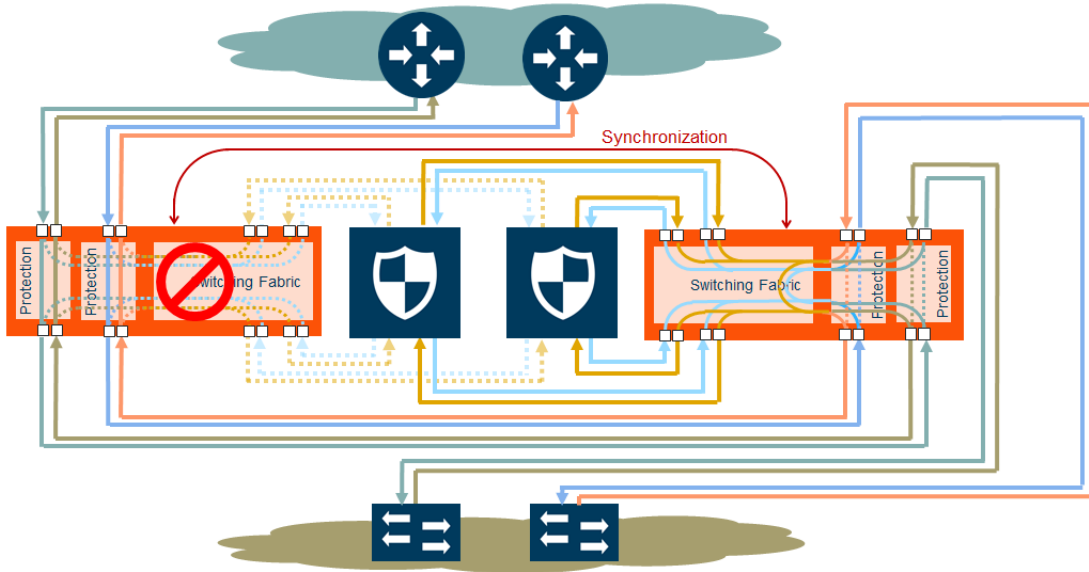 Synchronization
Protection
Protection
Switching Fabric
Switching Fabric
Protection
Protection